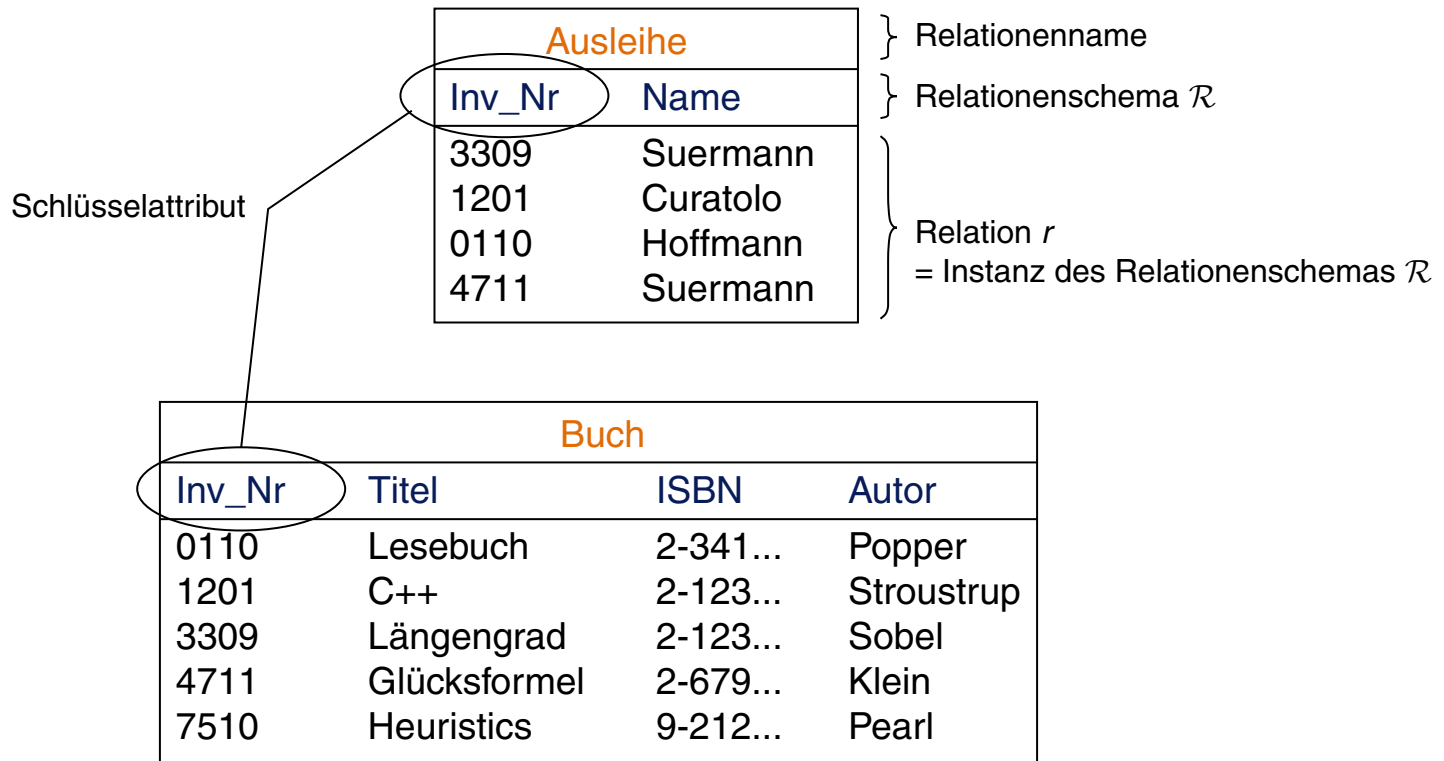 Ausleihe
Relationenname
Inv_Nr Name
Relationenschema ℛ
3309 Suermann
1201 Curatolo
0110 Hoffmann
4711 Suermann
Schlüsselattribut
Relation r
= Instanz des Relationenschemas ℛ
Buch
Inv_Nr Titel ISBN Autor
0110 Lesebuch 2-341... Popper
1201 C++ 2-123... Stroustrup
3309 Längengrad 2-123... Sobel
4711 Glücksformel 2-679... Klein
7510 Heuristics 9-212... Pearl